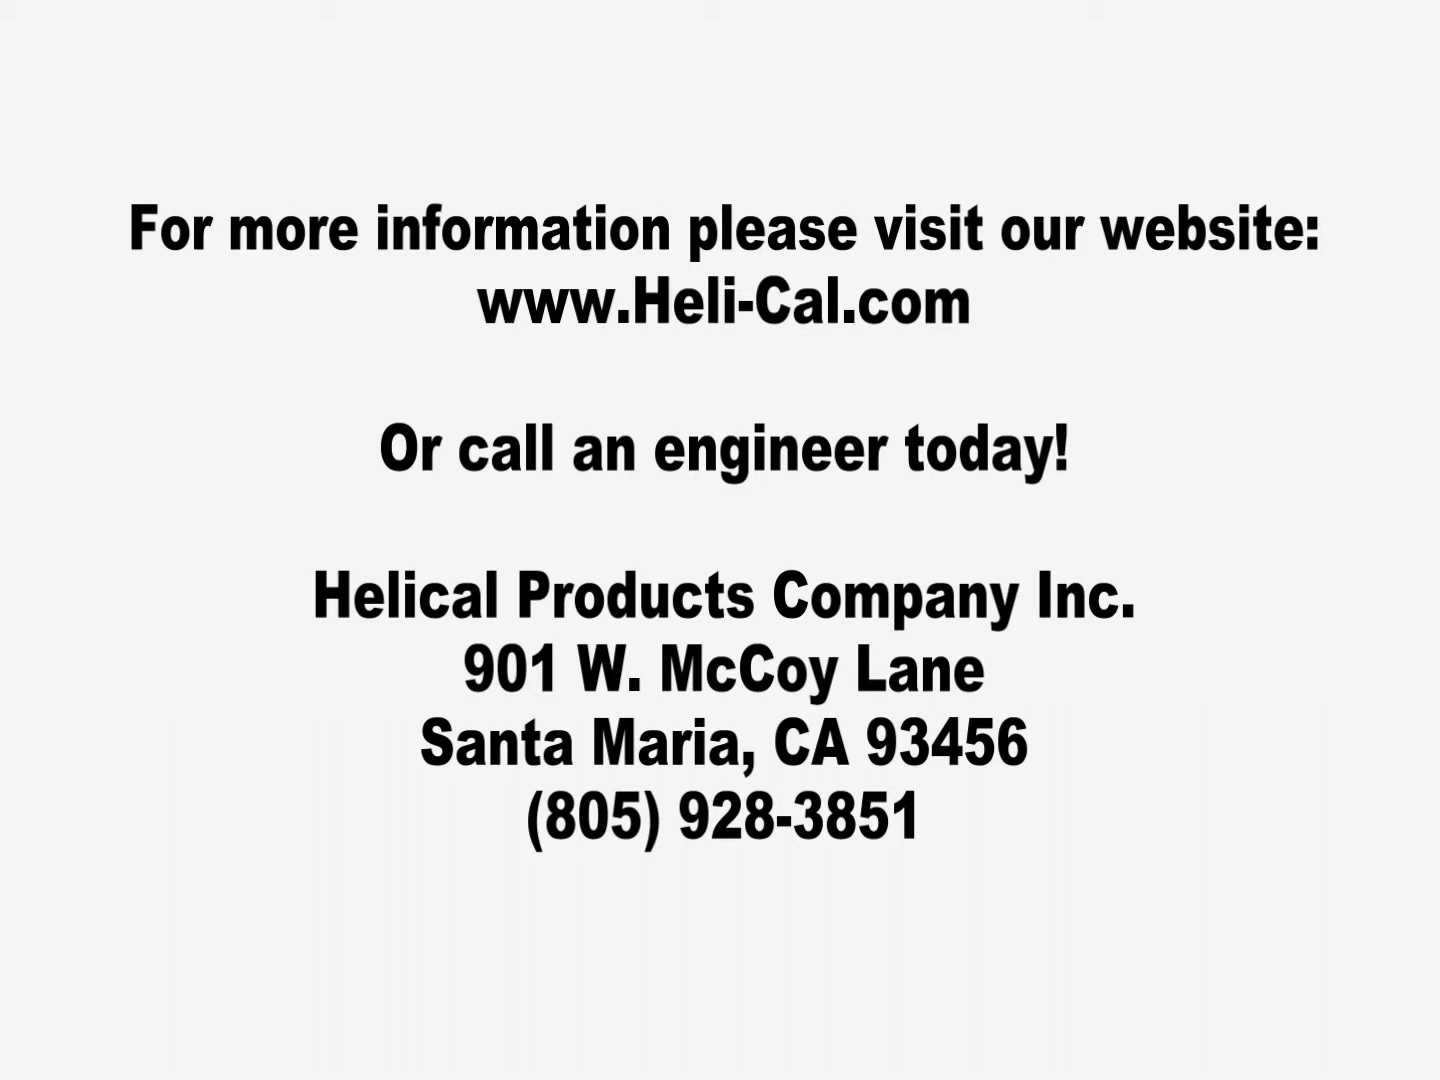 For more information please visit our website:
www.Heli-Cal.com
Or call an engineer today!
Helical Products Company Inc.
901 W. McCoy Lane
Santa Maria, CA 93456
(805) 928-3851